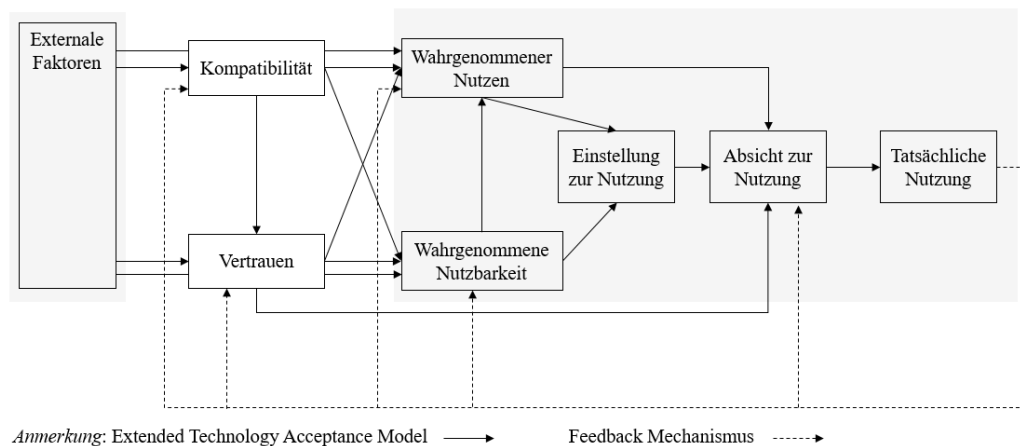 Externale
Faktoren
Kompatibilität
Vertrauen
Wahrgenommener
Nutzen
Wahrgenommene
Nutzbarkeit
Einstellung
zur Nutzung
Absicht zur
Nutzung
Tatsächliche
Nutzung
Anmerkung: Extended Technology Acceptance Model
Feedback Mechanismus